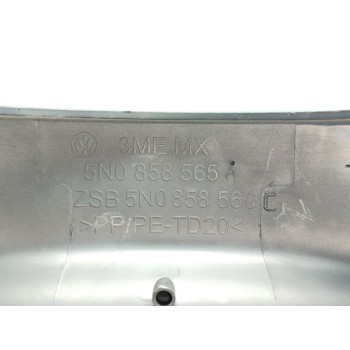 3ME MX
5N0 858 565 A
ZSB 5N0 858 560 C
>PP/PE-TD20<